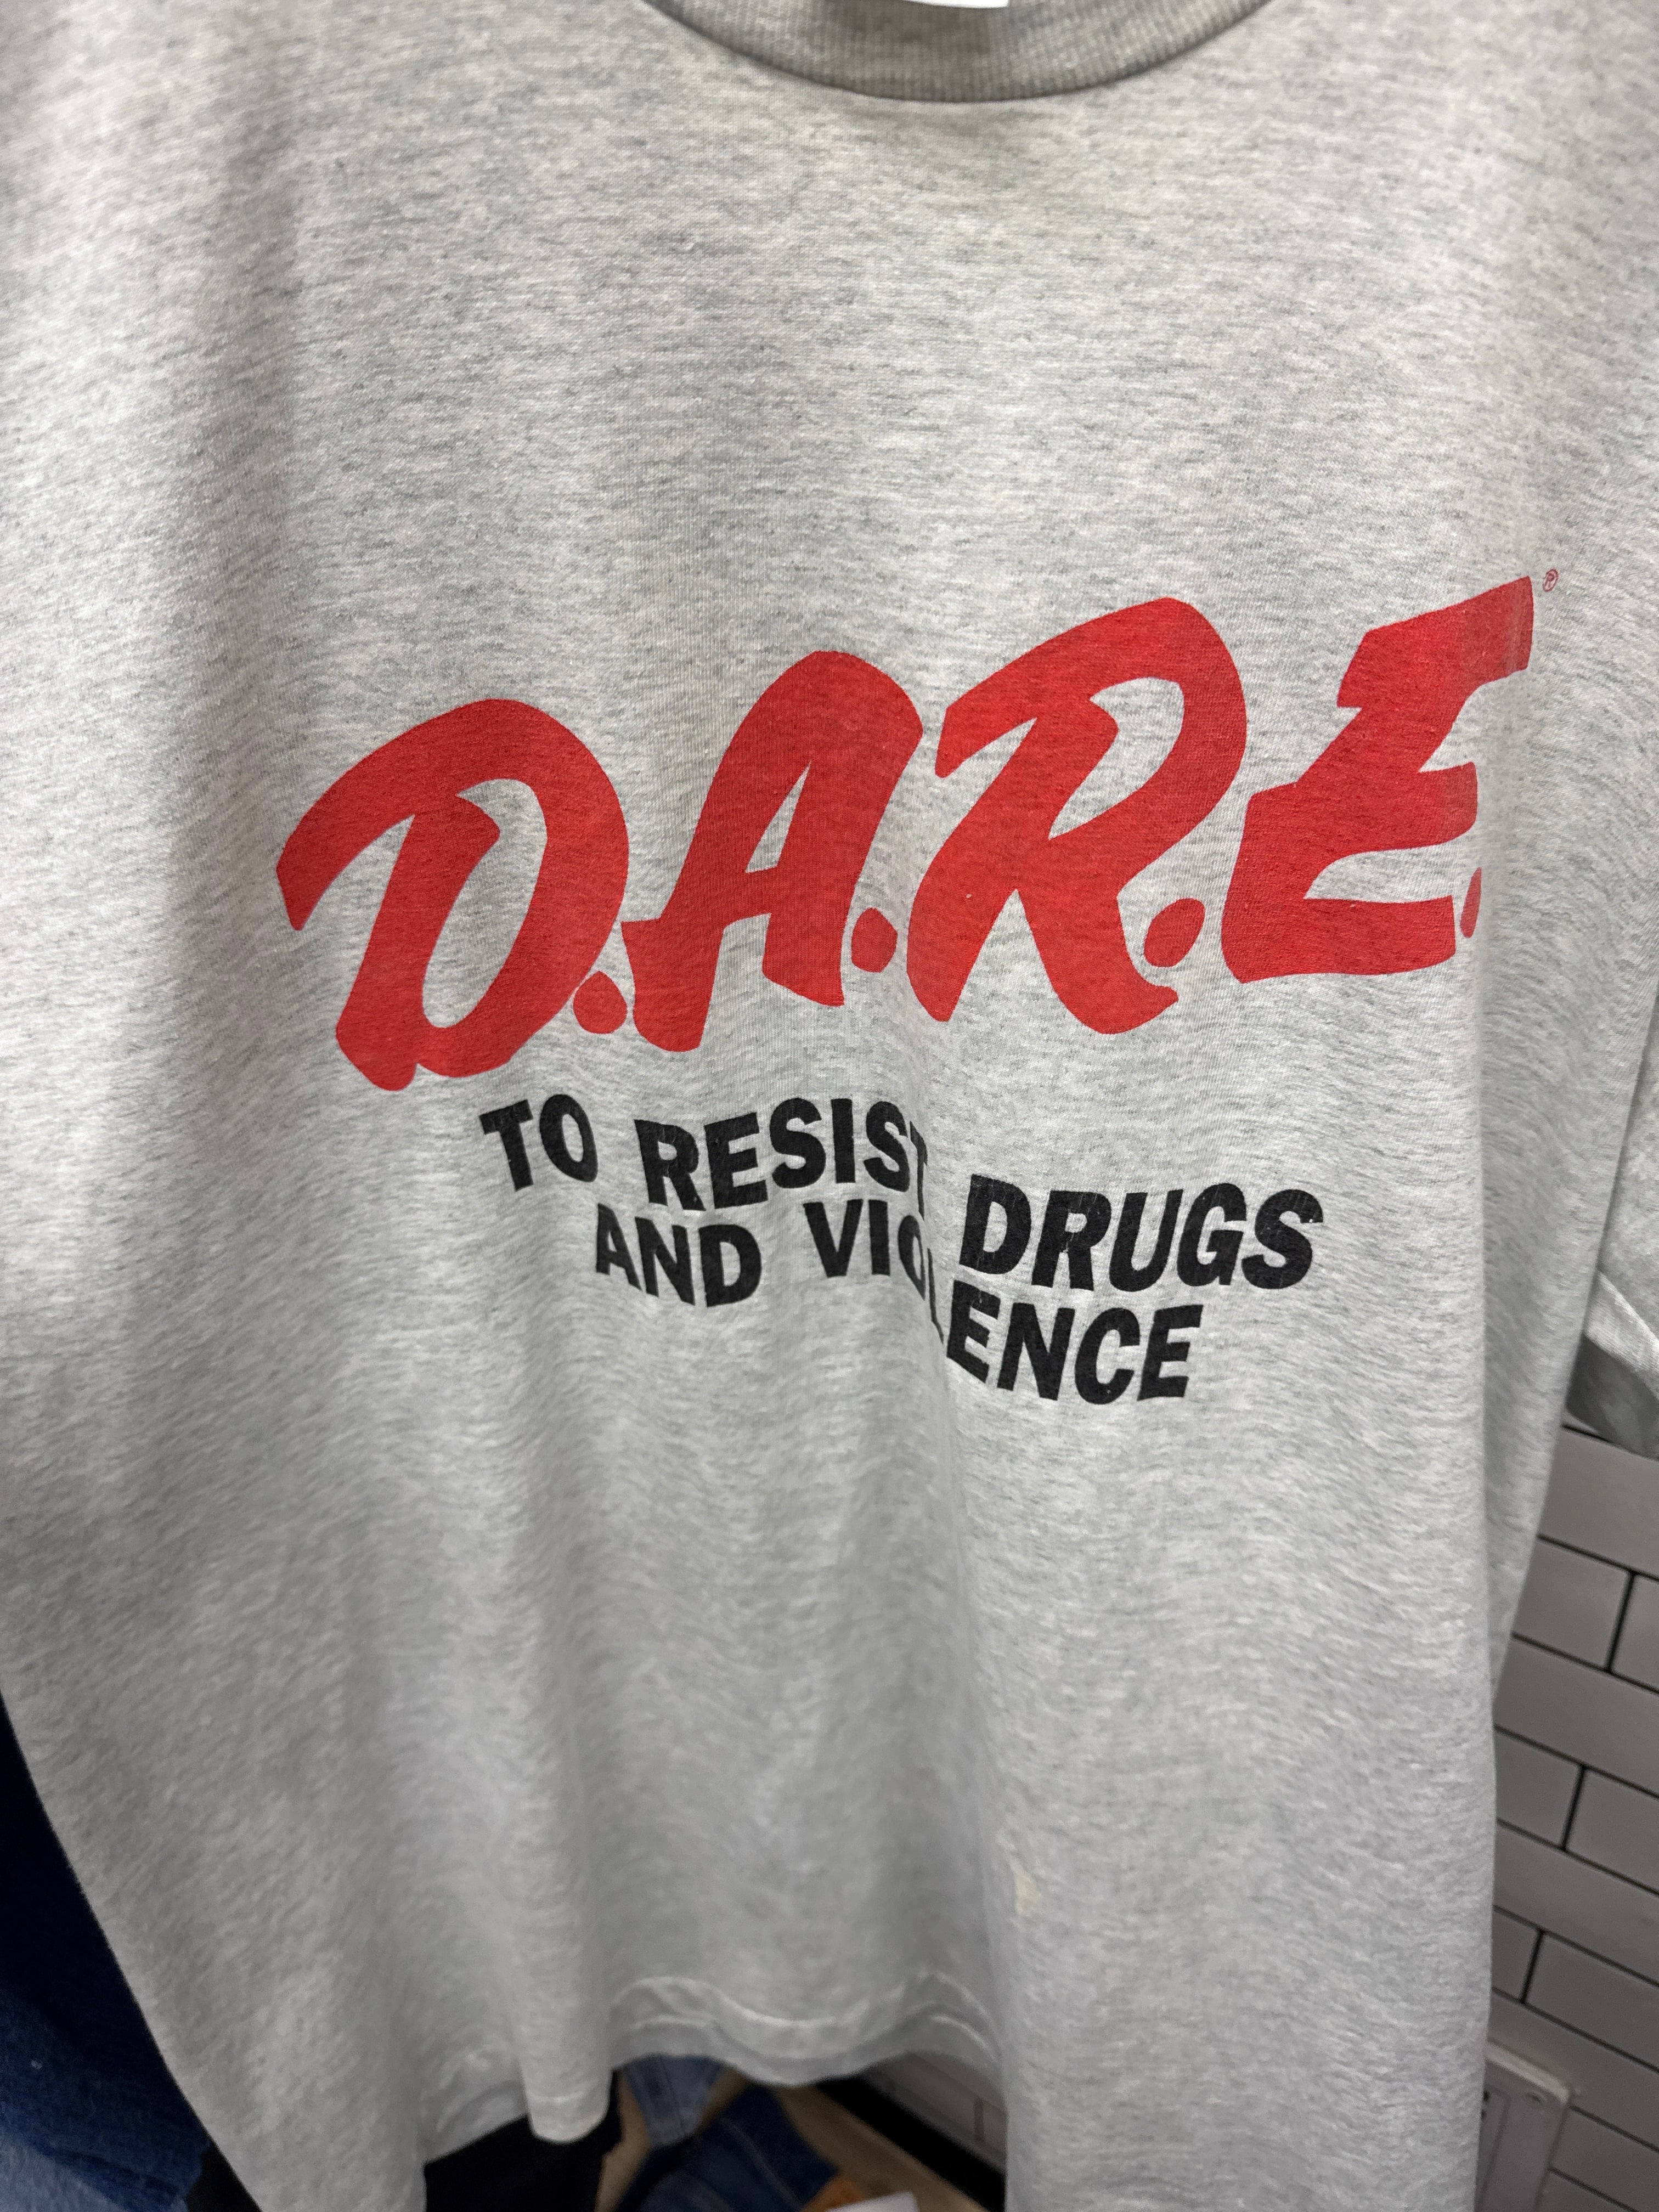 D.A.R.E.®
TO RESIST DRUGS
AND VIOLENCE